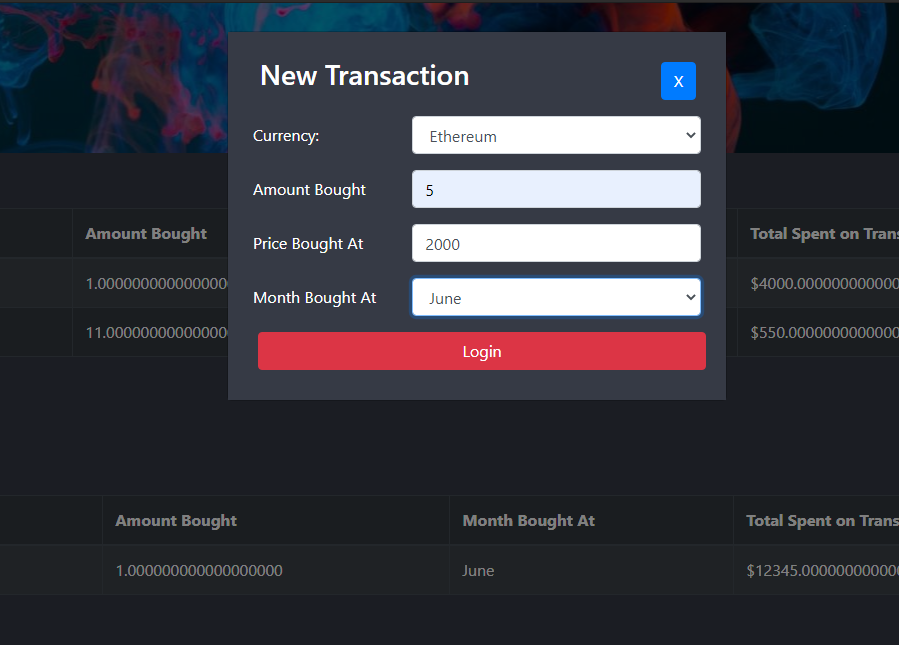 New Transaction
X
Currency:
Ethereum
Amount Bought
5
Price Bought At
2000
Month Bought At
June
Login
Amount Bought
Total Spent on Trans
1.000000000000000
$4000.000000000000
11.00000000000000
$550.0000000000000
Amount Bought
Month Bought At
Total Spent on Trans
1.000000000000000000
June
$12345.00000000000